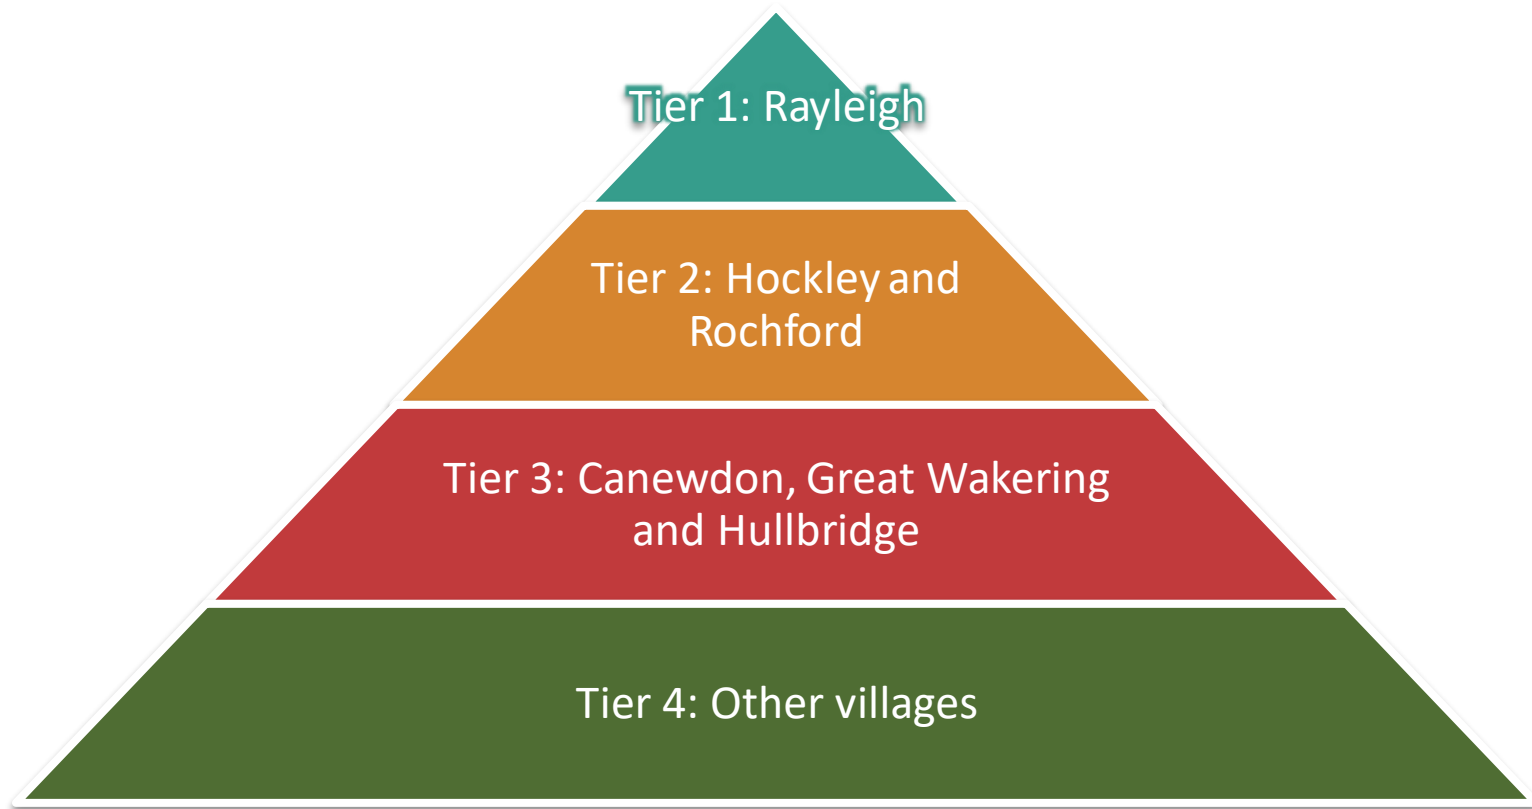 Tier 1: Rayleigh
Tier 2: Hockley and
Rochford
Tier 3: Canewdon, Great Wakering
and Hullbridge
Tier 4: Other villages